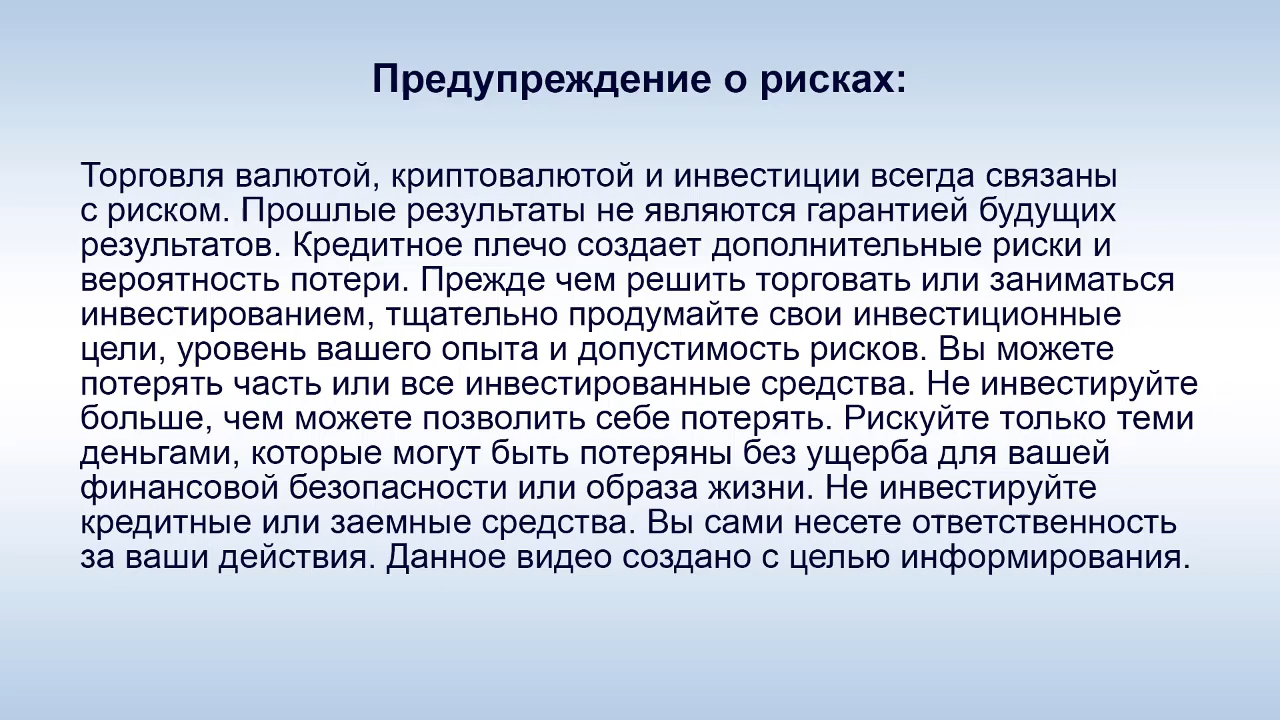 Предупреждение о рисках:
Торговля валютой, криптовалютой и инвестиции всегда связаны
с риском. Прошлые результаты не являются гарантией будущих
результатов. Кредитное плечо создает дополнительные риски и
вероятность потери. Прежде чем решить торговать или заниматься
инвестированием, тщательно продумайте свои инвестиционные
цели, уровень вашего опыта и допустимость рисков. Вы можете
потерять часть или все инвестированные средства. Не инвестируйте
больше, чем можете позволить себе потерять. Рискуйте только теми
деньгами, которые могут быть потеряны без ущерба для вашей
финансовой безопасности или образа жизни. Не инвестируйте
кредитные или заемные средства. Вы сами несете ответственность
за ваши действия. Данное видео создано с целью информирования.